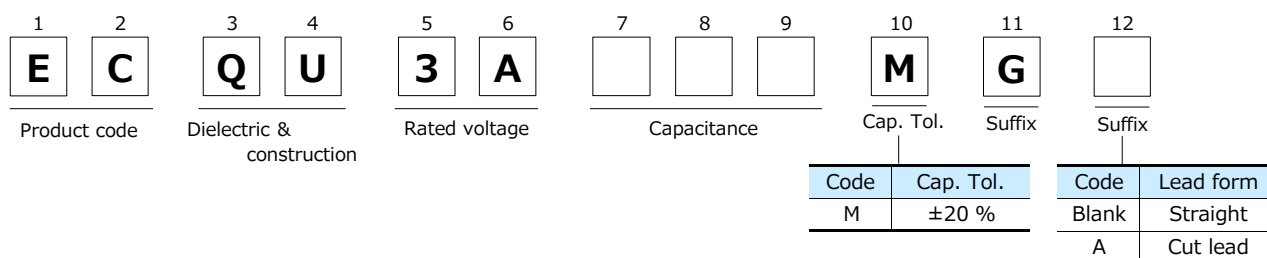 1 2 3 4 5 6 7 8 9 10 11 12
E C Q U 3 A M G
Product code Dielectric & construction Rated voltage Capacitance Cap. Tol. Suffix Suffix
Code Cap. Tol. Code Lead form
M ±20 % Blank Straight
A Cut lead